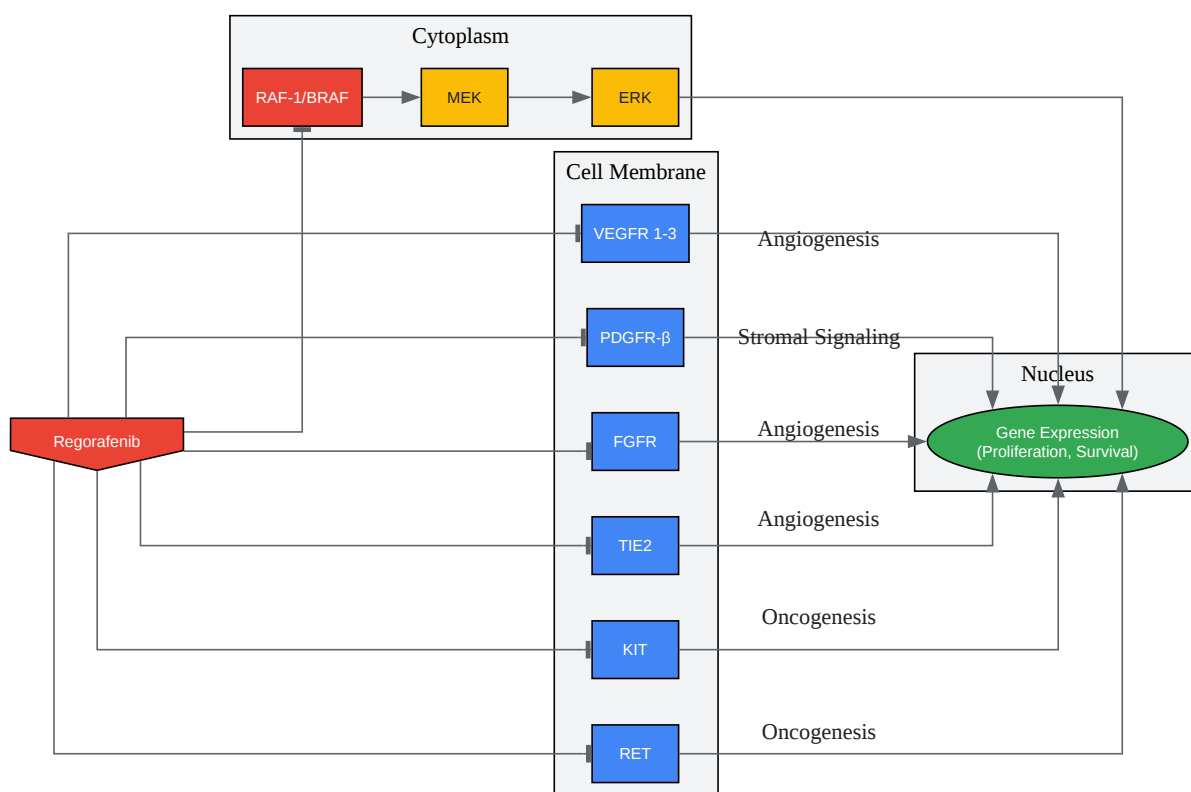 Cytoplasm
RAF-1/BRAF
MEK
ERK
Cell Membrane
VEGFR 1-3
Angiogenesis
PDGFR-β
Stromal Signaling
Nucleus
Regorafenib
FGFR
Angiogenesis
Gene Expression
(Proliferation, Survival)
TIE2
Angiogenesis
KIT
Oncogenesis
RET
Oncogenesis